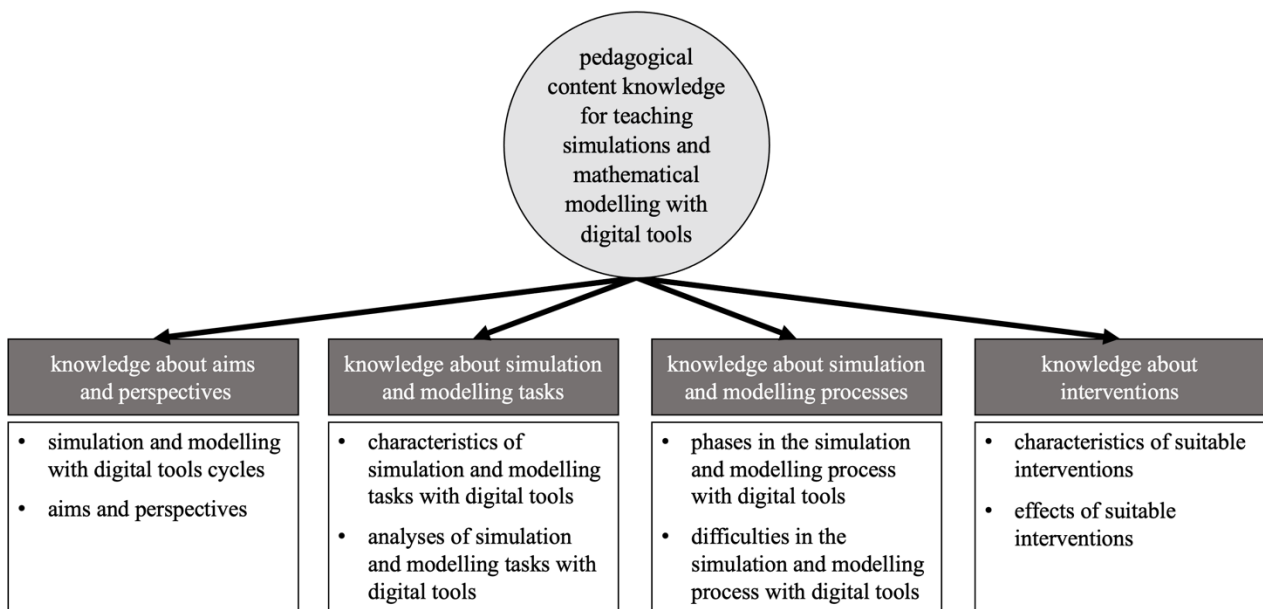 pedagogical
content knowledge
for teaching
simulations and
mathematical
modelling with
digital tools
knowledge about aims
and perspectives
• simulation and modelling
with digital tools cycles
• aims and perspectives
knowledge about simulation
and modelling tasks
• characteristics of
simulation and modelling
tasks with digital tools
• analyses of simulation
and modelling tasks with
digital tools
knowledge about simulation
and modelling processes
• phases in the simulation
and modelling process
with digital tools
• difficulties in the
simulation and modelling
process with digital tools
knowledge about
interventions
• characteristics of suitable
interventions
• effects of suitable
interventions